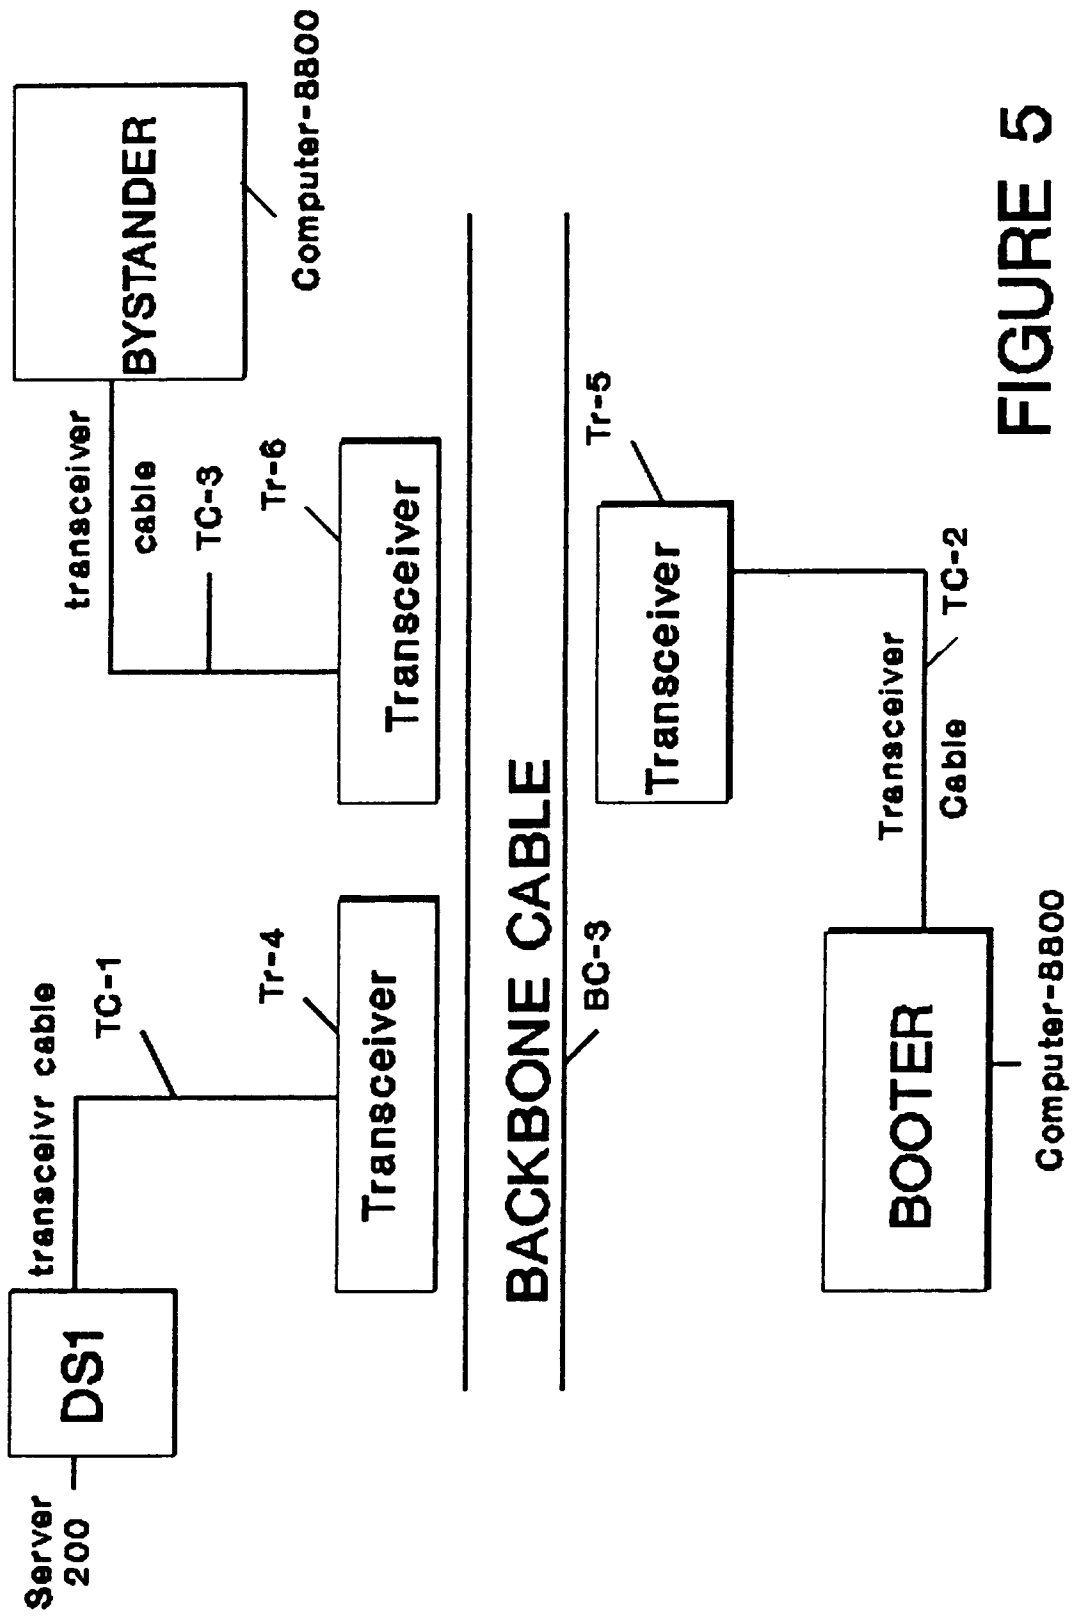 Server
200
DS1
transceivr cable
TC-1
Tr-4
Transceiver
transceiver
cable
TC-3
Tr-6
Transceiver
BYSTANDER
Computer-8800
BACKBONE CABLE
BC-3
Tr-5
Transceiver
Transceiver
Cable
TC-2
BOOTER
Computer-8800
FIGURE 5